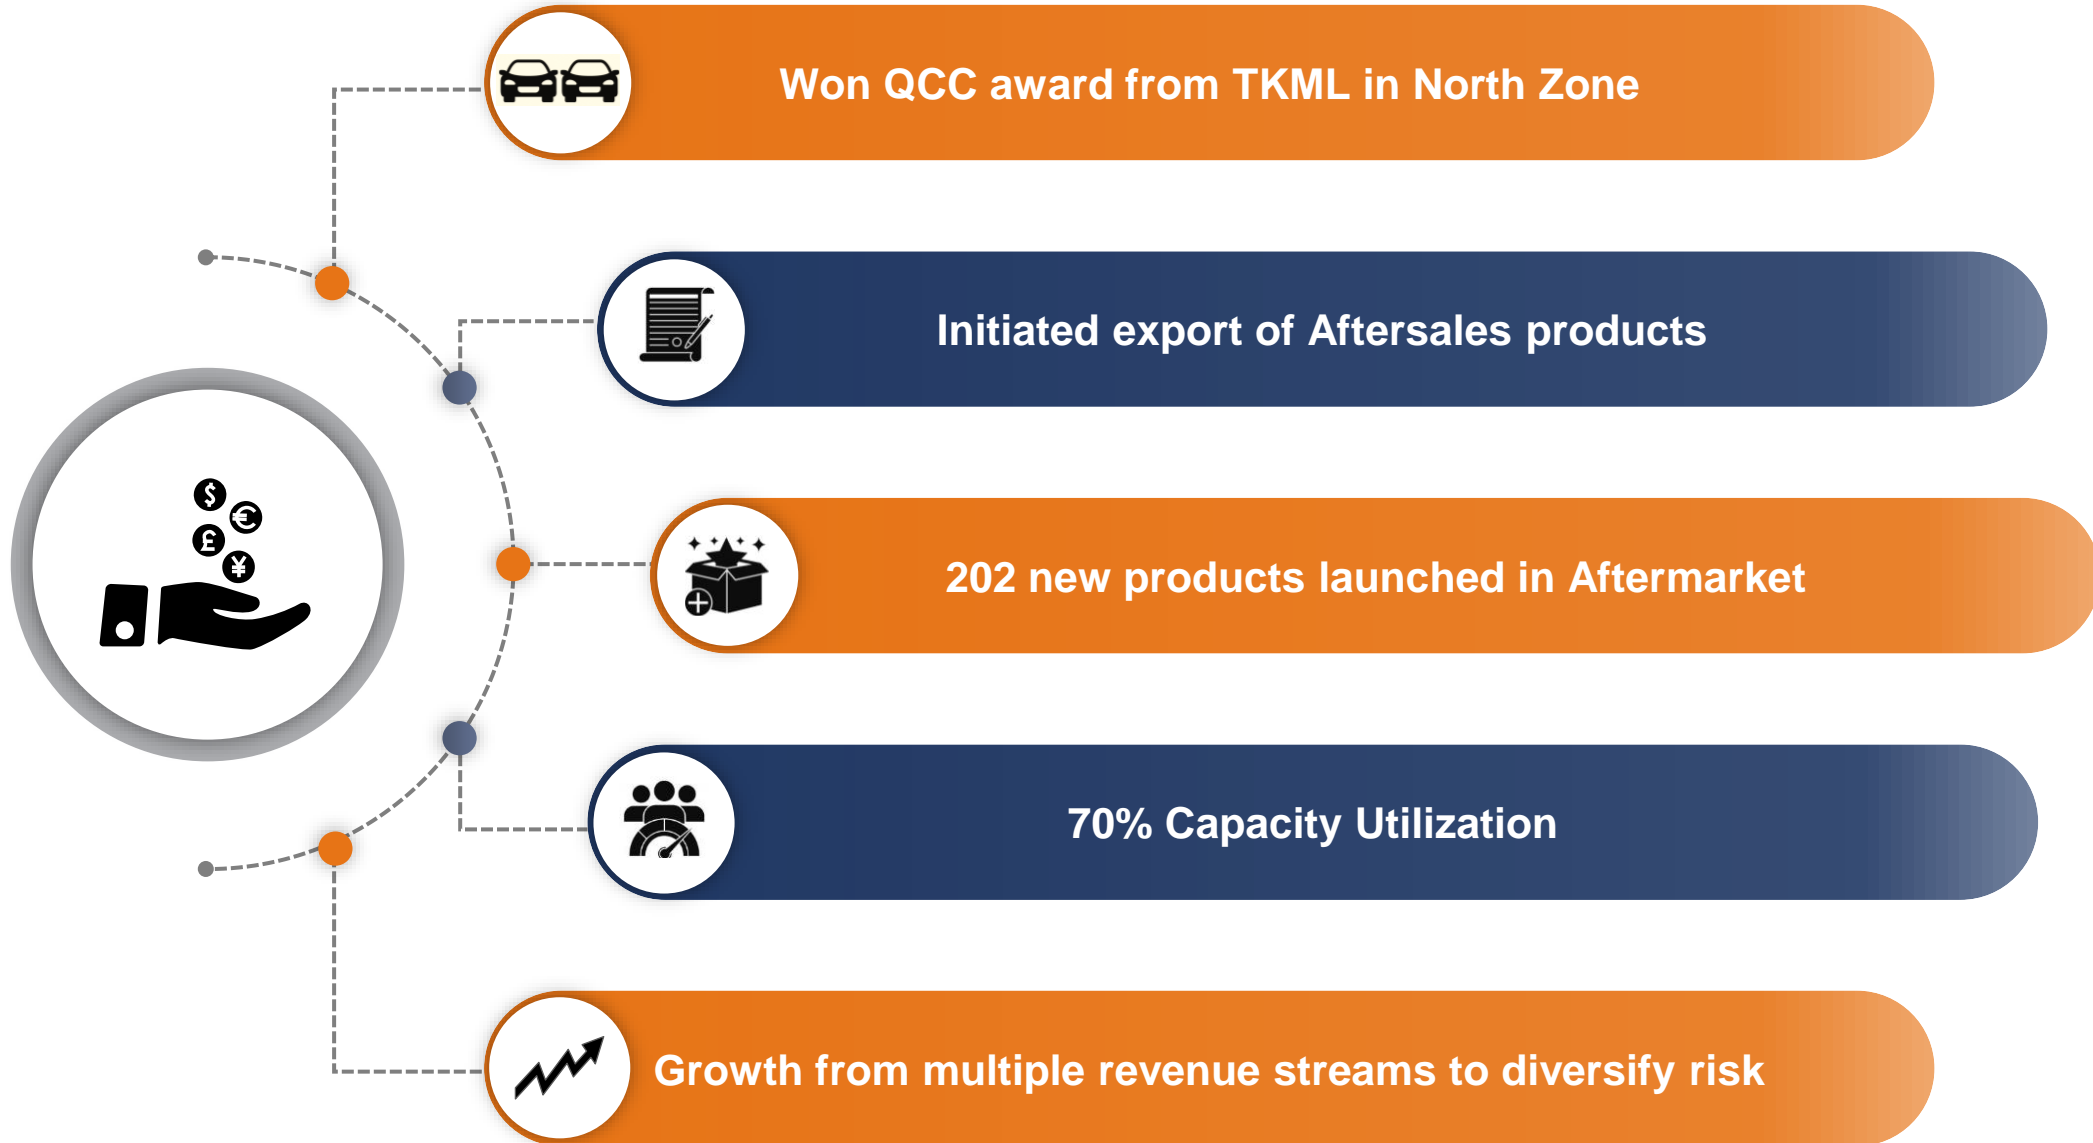 Won QCC award from TKML in North Zone
Initiated export of Aftersales products
$
€
£
¥
202 new products launched in Aftermarket
70% Capacity Utilization
Growth from multiple revenue streams to diversify risk